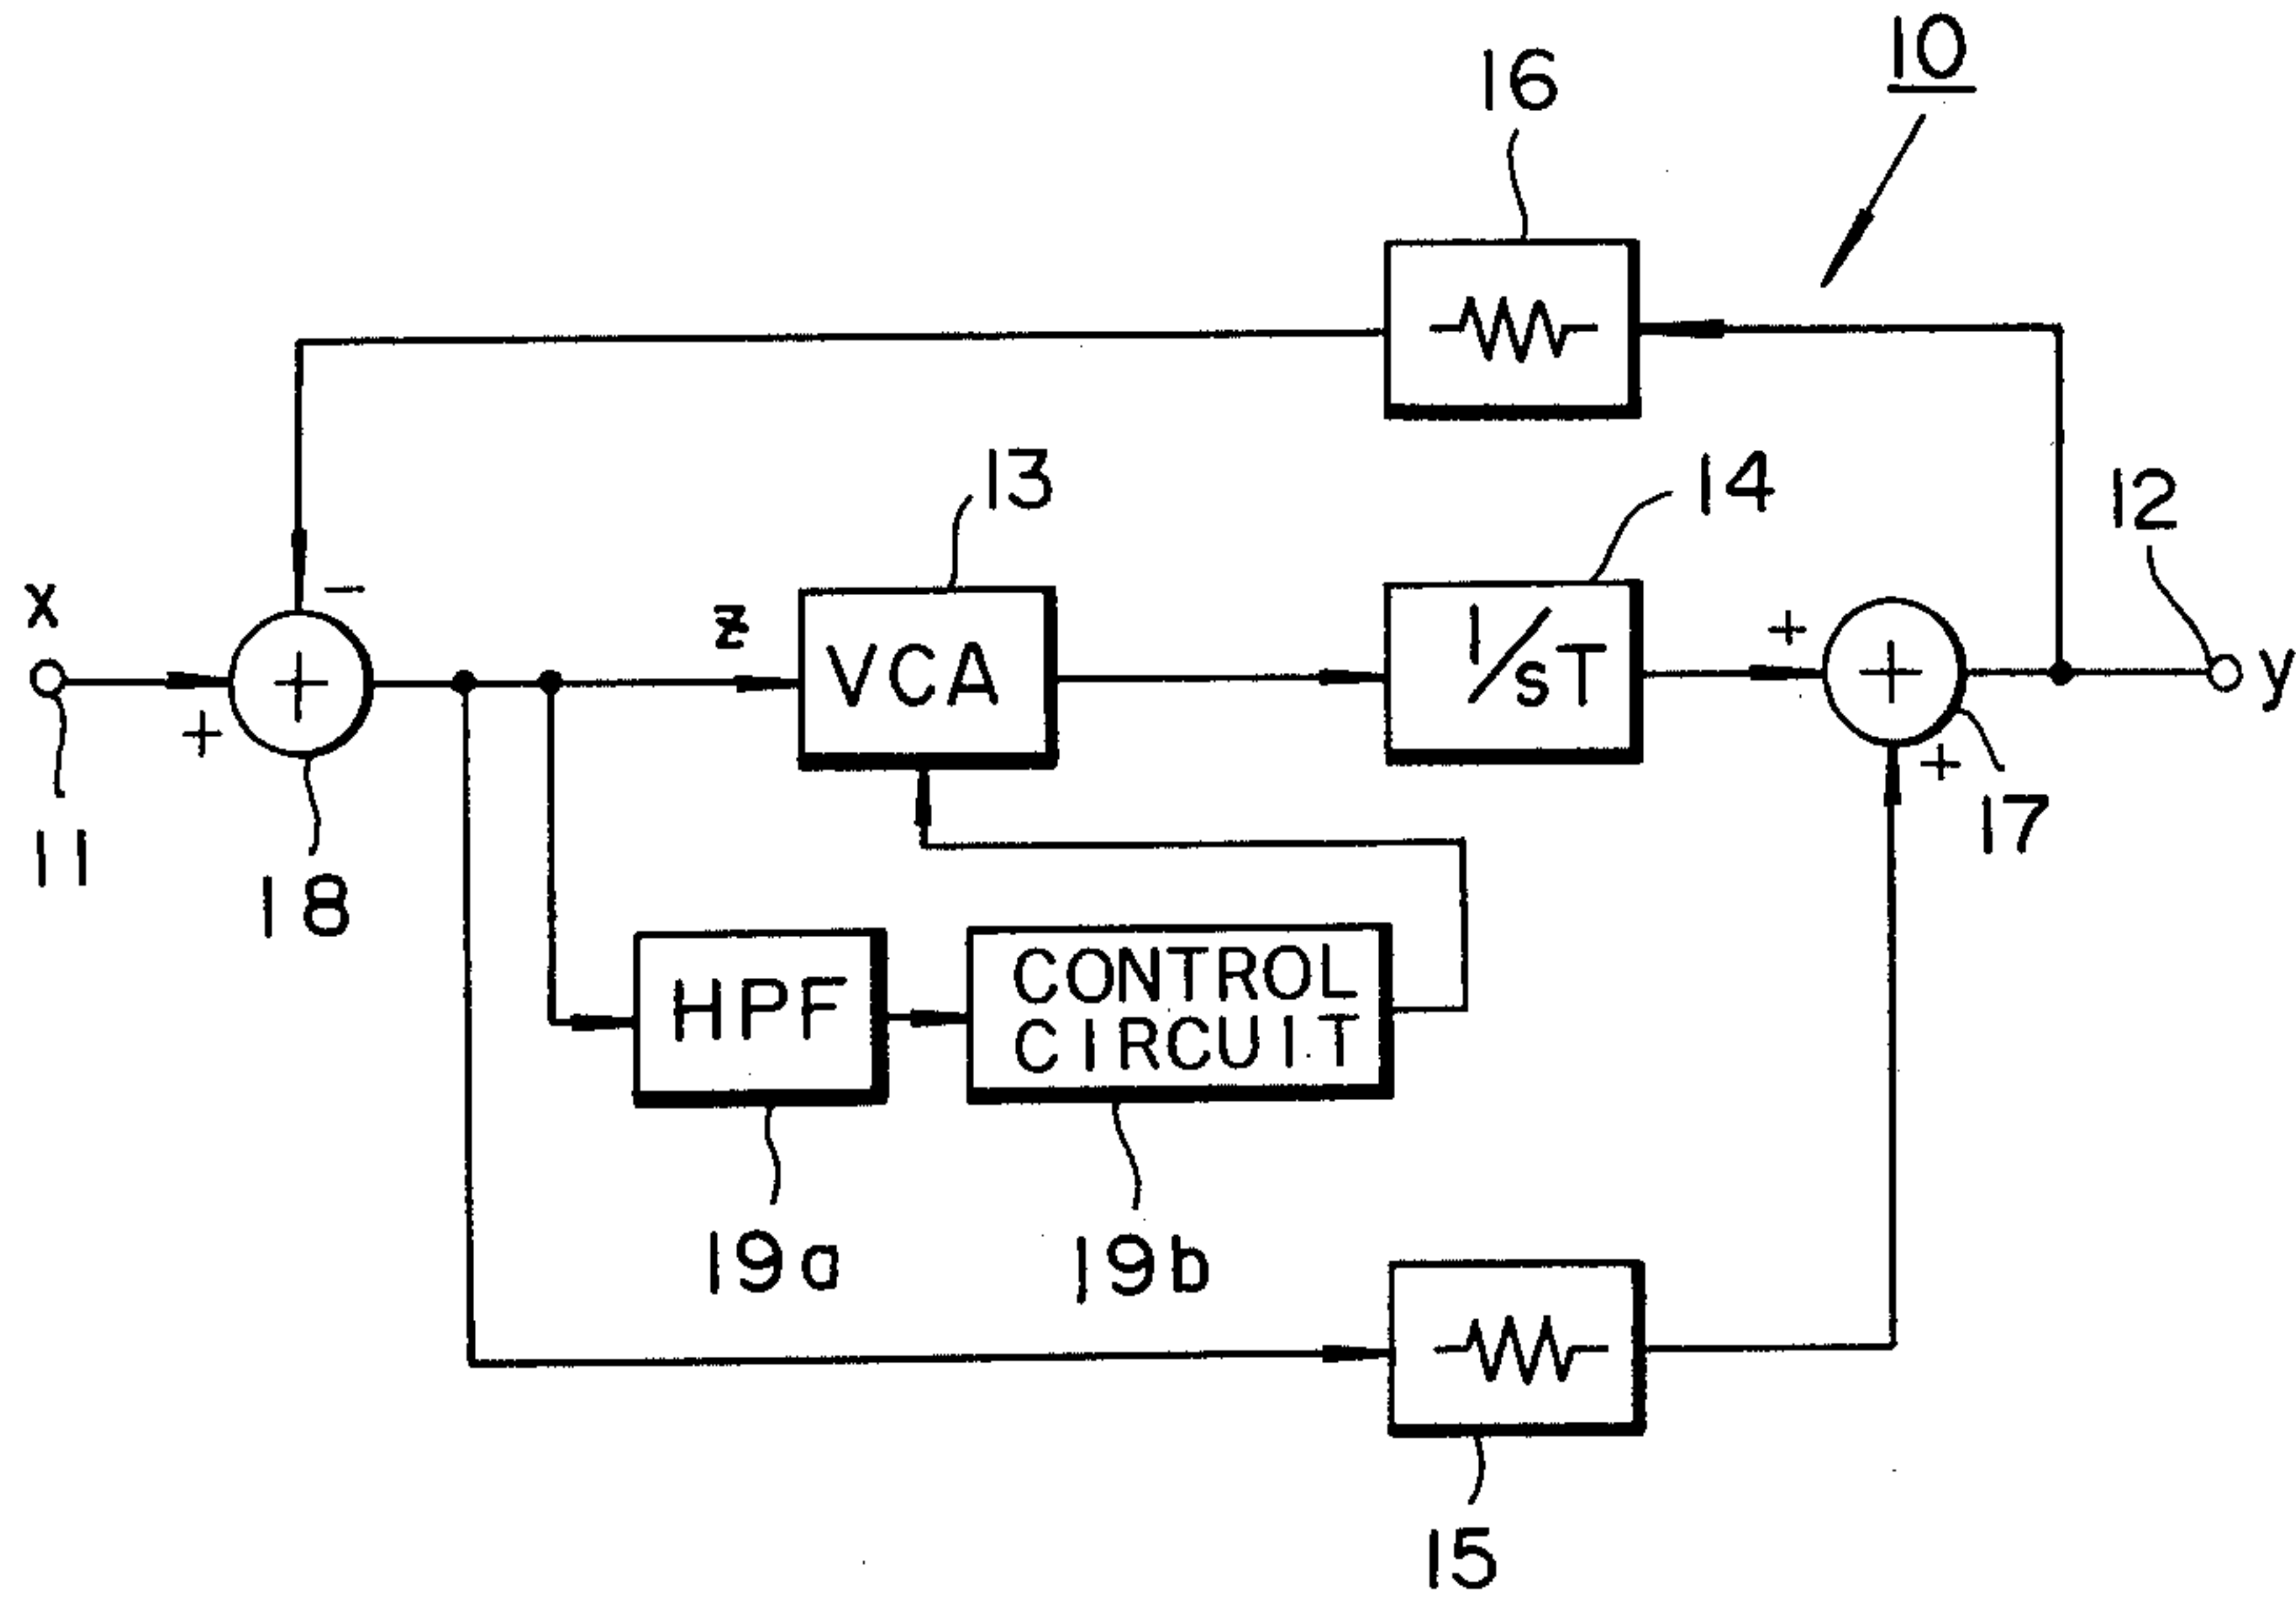 10
16
13
14
12
x
−
z
VCA
1/sT
+
+
+
y
+
+
17
11
18
HPF
CONTROL
CIRCUIT
19a
19b
15